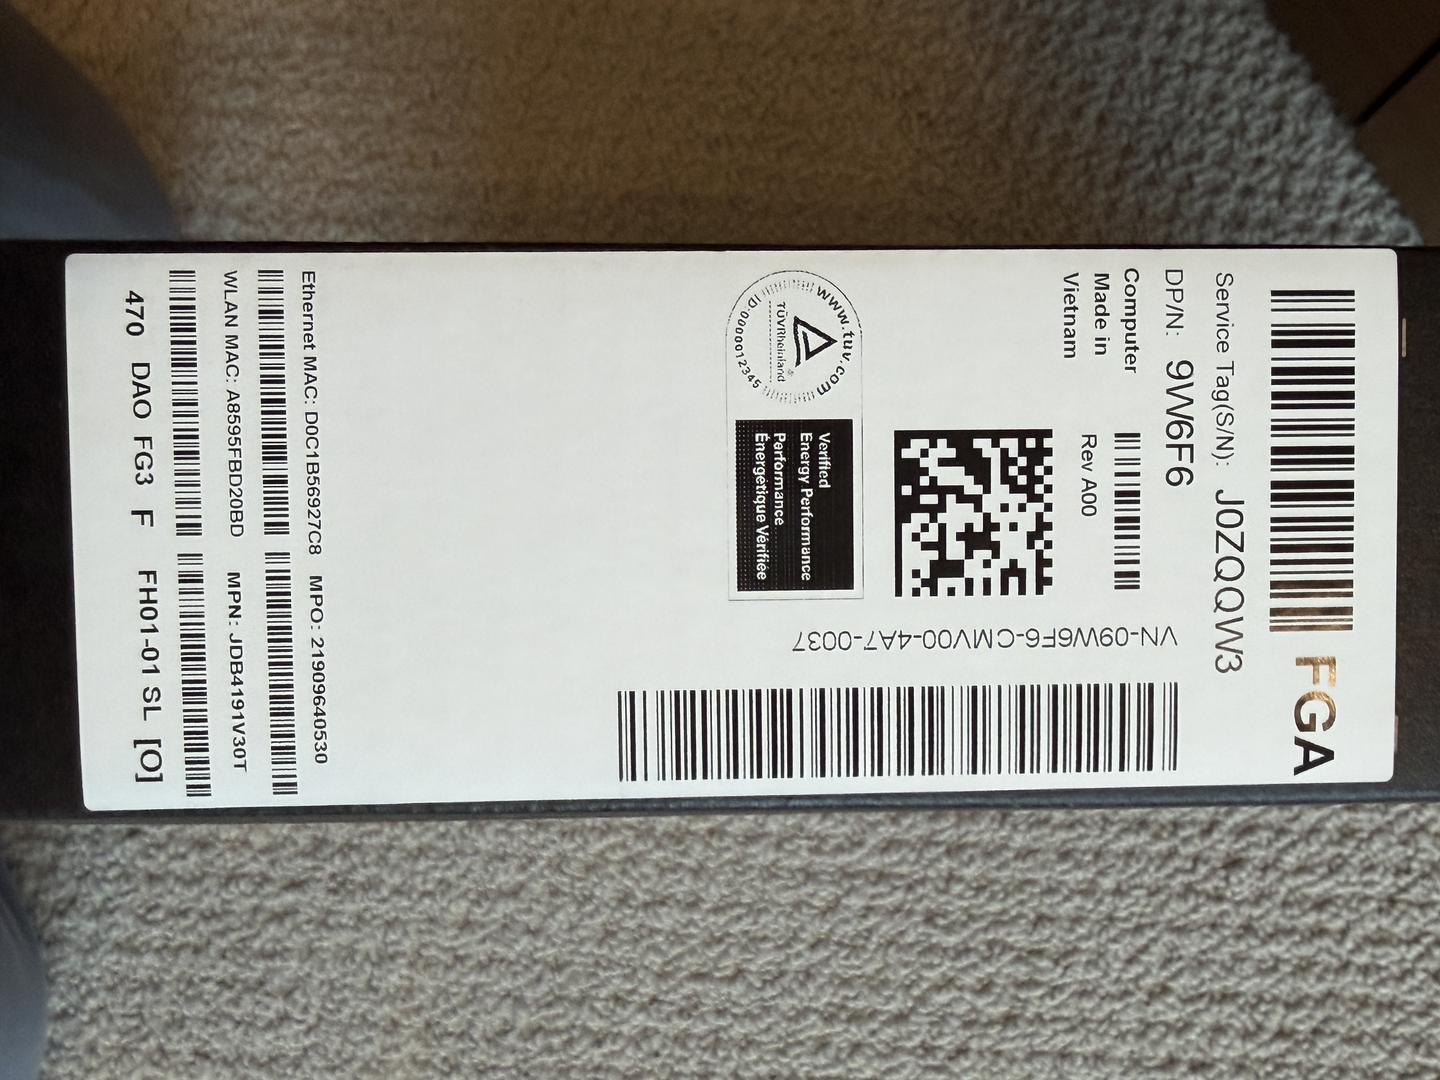 FGA
Service Tag(S/N): J0ZQQW3
DP/N: 9W6F6
Computer
Made in
Vietnam
Rev A00
VN-09W6F6-CMV00-4A7-0037
www.tuv.com
TÜVRheinland
®
ID 0000012345
Verified
Energy Performance
Performance
Énergétique Vérifiée
Ethernet MAC: D0C1B56927C8 MPO: 21909640530
WLAN MAC: A8595FBD20BD MPN: JDB4191V30T
470 DAO FG3 F FH01-01 SL [O]